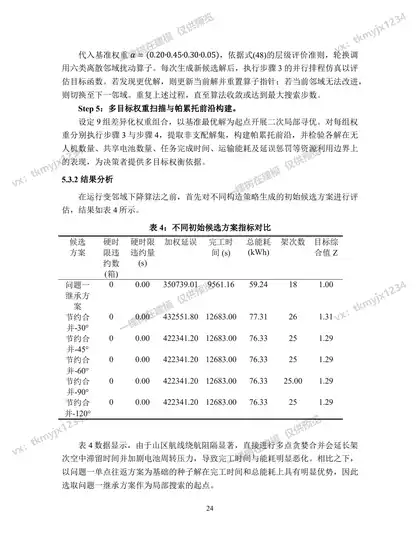 代入基准权重 α = (0.20·0.45·0.30·0.05)，依据式(48)的层级评价准则，轮换调
用六类离散邻域扰动算子。每次生成新候选解后，执行步骤 3 的并行排程仿真以评
估目标函数。若发现更优解，则更新当前解并重置算子指针；若当前邻域无法改进，
则切换至下一邻域。重复上述过程，直至算法收敛或达到最大搜索步数。
Step 5：多目标权重扫描与帕累托前沿构建。
设定 9 组差异化权重组合，以基准最优解为起点开展二次局部寻优。对每组权
重分别执行步骤 3 与步骤 4，提取非支配解集，构建帕累托前沿，并检验各解在无
人机数量、共享电池数量、任务完成时间、运输能耗及延误惩罚等资源利用边界上
的表现，为决策者提供多目标权衡依据。
5.3.2 结果分析
在运行变邻域下降算法之前，首先对不同构造策略生成的初始候选方案进行评
估，结果如表 4 所示。
表 4：不同初始候选方案指标对比
候选方案 硬时限违约数(箱) 硬时限违约量(s) 加权延误 完工时间 (s) 总能耗(kWh) 架次数 目标综合值 Z
问题一继承方案 0 0.00 350739.01 9561.16 59.24 18 1.00
节约合并-30° 0 0.00 432551.80 12683.00 77.31 26 1.31
节约合并-45° 0 0.00 422341.20 12683.00 76.33 25 1.29
节约合并-60° 0 0.00 422341.20 12683.00 76.33 25 1.29
节约合并-90° 0 0.00 422341.20 12683.00 76.33 25.00 1.29
节约合并-120° 0 0.00 422341.20 12683.00 76.33 25 1.29
表 4 数据显示，由于山区航线绕航阻隔显著，直接进行多点贪婪合并会延长架
次空中滞留时间并加剧电池周转压力，导致完工时间与能耗明显恶化。相比之下，
以问题一单点往返方案为基础的种子解在完工时间和总能耗上具有明显优势，因此
选取问题一继承方案作为局部搜索的起点。
24
vx: tkmyjx1234
仅供预览